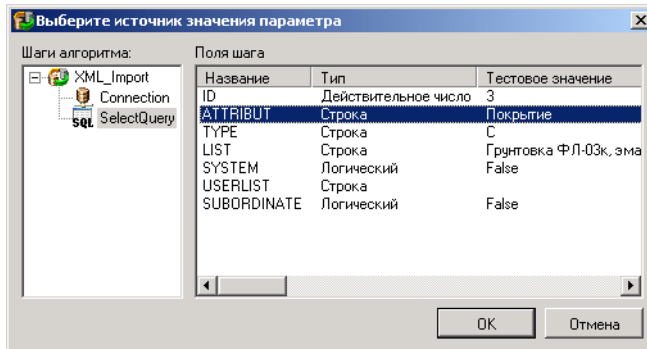 Выберите источник значения параметра
Шаги алгоритма:
XML_Import
Connection
SQL SelectQuery
Поля шага
Название Тип Тестовое значение
ID Действительное число 3
ATTRIBUT Строка Покрытие
TYPE Строка C
LIST Строка Грунтовка ФЛ-03к, эма
SYSTEM Логический False
USERLIST Строка
SUBORDINATE Логический False
OK Отмена